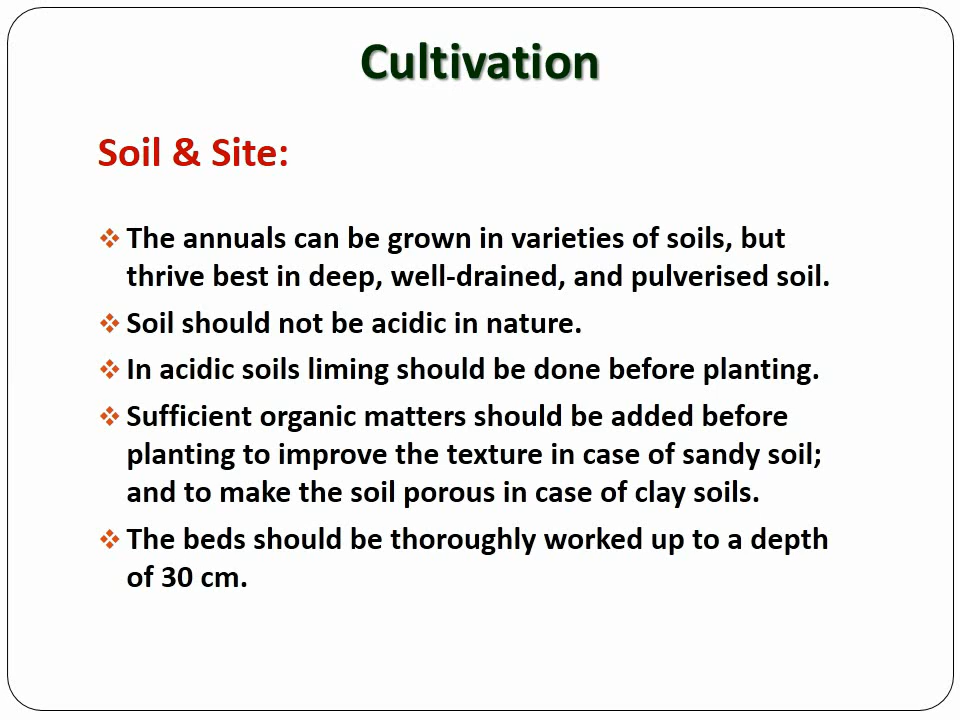 Cultivation
Soil & Site:
The annuals can be grown in varieties of soils, but
thrive best in deep, well-drained, and pulverised soil.
Soil should not be acidic in nature.
In acidic soils liming should be done before planting.
Sufficient organic matters should be added before
planting to improve the texture in case of sandy soil;
and to make the soil porous in case of clay soils.
The beds should be thoroughly worked up to a depth
of 30 cm.